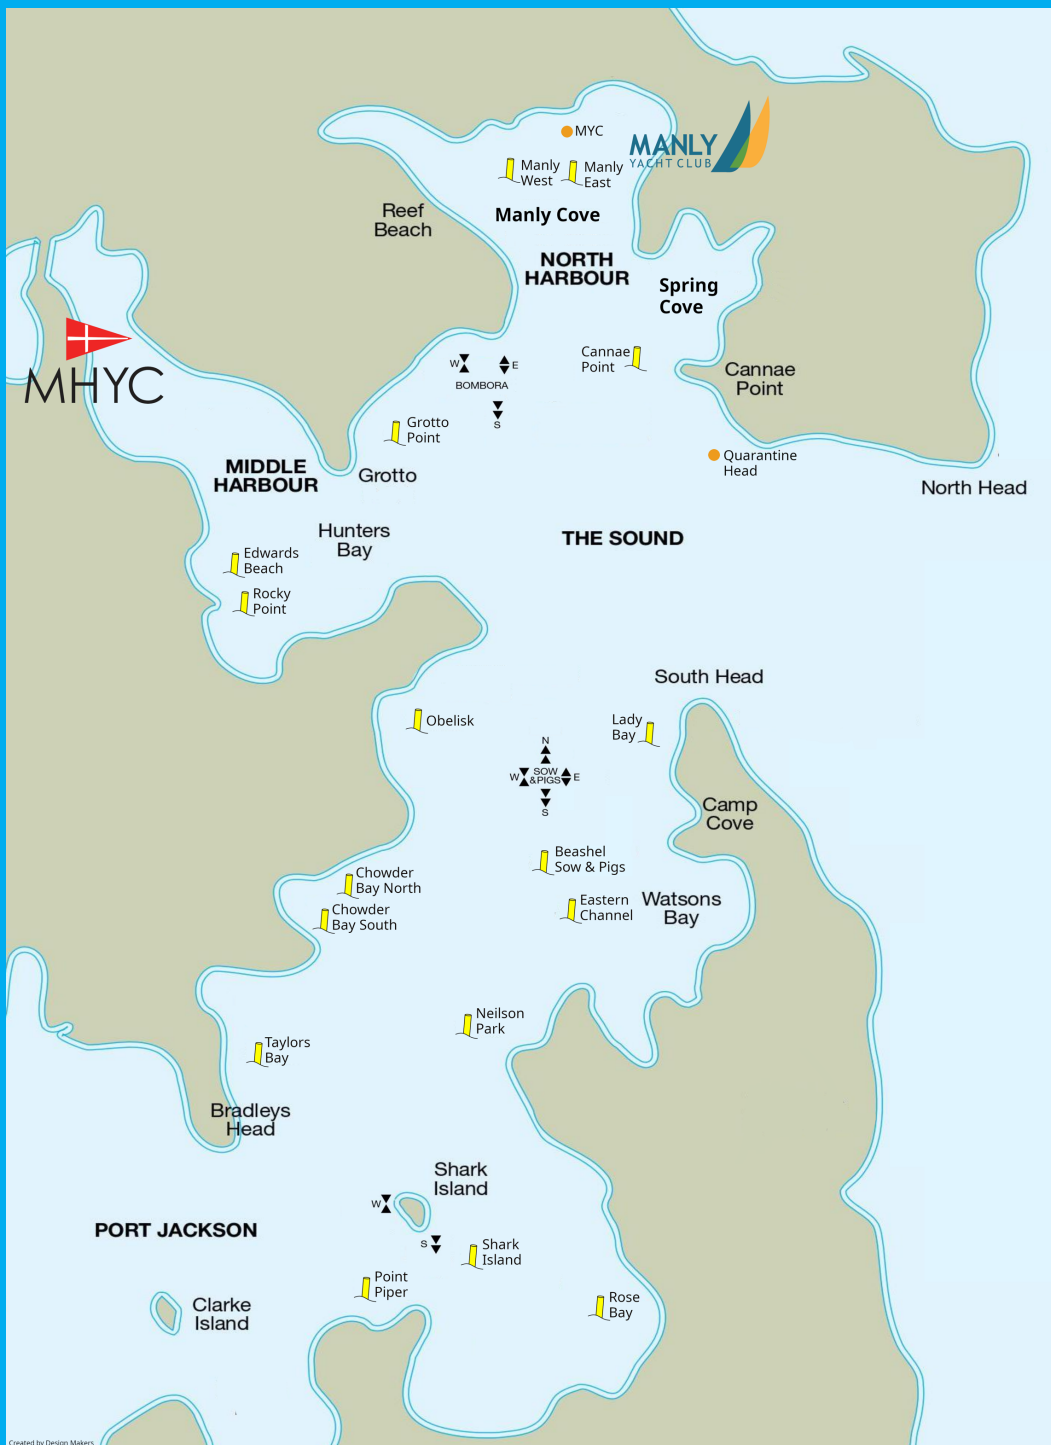 MYC
MANLY
YACHT CLUB
Manly
West
Manly
East
Reef
Beach
Manly Cove
NORTH
HARBOUR
Spring
Cove
MHYC
W
E
BOMBORA
S
Cannae
Point
Cannae
Point
Grotto
Point
Grotto
Quarantine
Head
North Head
MIDDLE
HARBOUR
Hunters
Bay
THE SOUND
Edwards
Beach
Rocky
Point
South Head
Obelisk
Lady
Bay
N
W
SOW
&PIGS
E
S
Camp
Cove
Beashel
Sow & Pigs
Chowder
Bay North
Chowder
Bay South
Eastern
Channel
Watsons
Bay
Neilson
Park
Taylors
Bay
Bradleys
Head
Shark
Island
W
S
PORT JACKSON
Shark
Island
Point
Piper
Clarke
Island
Rose
Bay
Created by Design Makers